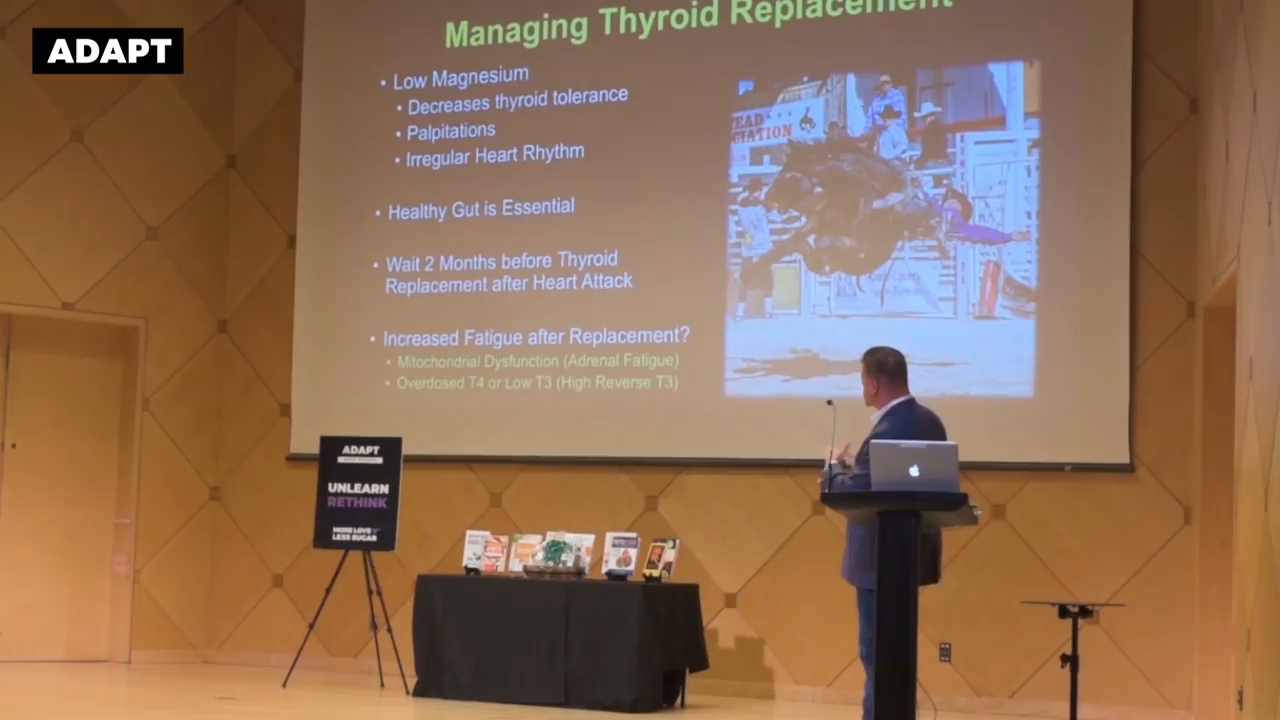 ADAPT
Managing Thyroid Replacement
• Low Magnesium
• Decreases thyroid tolerance
• Palpitations
• Irregular Heart Rhythm
• Healthy Gut is Essential
• Wait 2 Months before Thyroid
Replacement after Heart Attack
• Increased Fatigue after Replacement?
• Mitochondrial Dysfunction (Adrenal Fatigue)
• Overdosed T4 or Low T3 (High Reverse T3)
EAD
CIATION
ADAPT
UNLEARN
RETHINK
MORE LOVE
LESS SUGAR